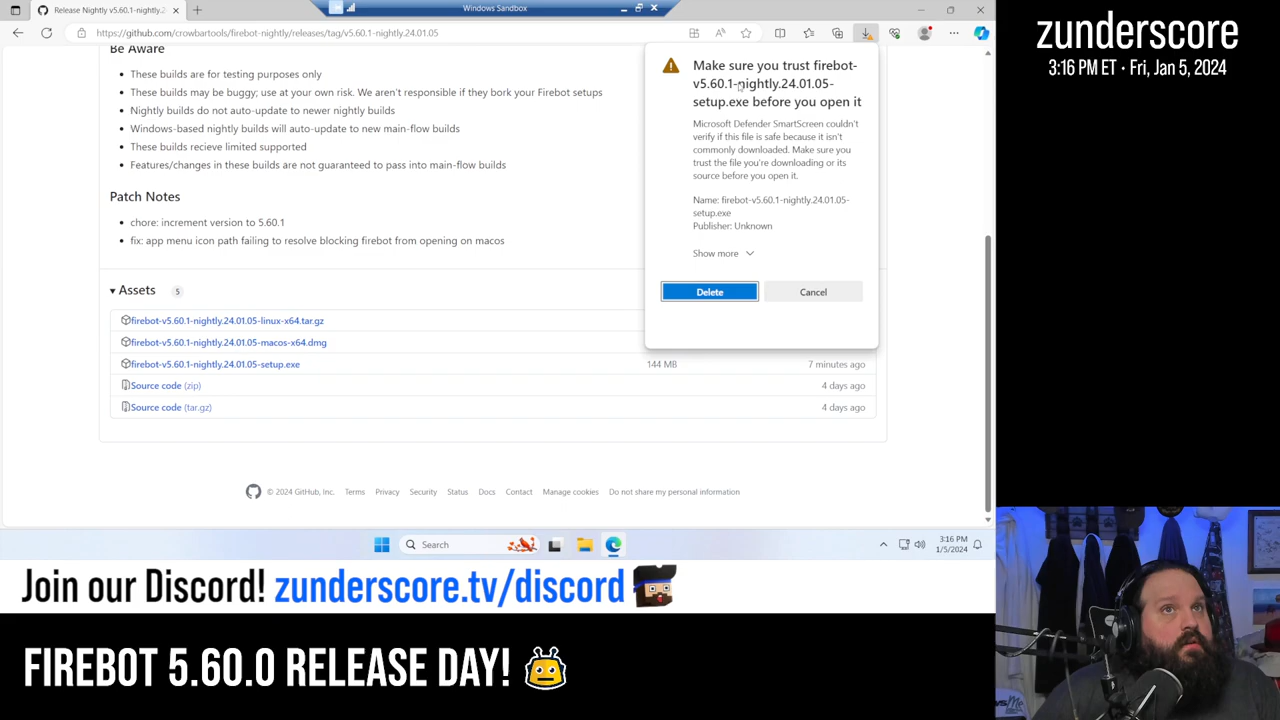 Release Nightly v5.60.1-nightly.
Windows Sandbox
https://github.com/crowbartools/firebot-nightly/releases/tag/v5.60.1-nightly.24.01.05
Be Aware
These builds are for testing purposes only
These builds may be buggy; use at your own risk. We aren't responsible if they bork your Firebot setups
Nightly builds do not auto-update to newer nightly builds
Windows-based nightly builds will auto-update to new main-flow builds
These builds recieve limited supported
Features/changes in these builds are not guaranteed to pass into main-flow builds
Patch Notes
chore: increment version to 5.60.1
fix: app menu icon path failing to resolve blocking firebot from opening on macos
Assets 5
firebot-v5.60.1-nightly.24.01.05-linux-x64.tar.gz
firebot-v5.60.1-nightly.24.01.05-macos-x64.dmg
firebot-v5.60.1-nightly.24.01.05-setup.exe 144 MB 7 minutes ago
Source code (zip) 4 days ago
Source code (tar.gz) 4 days ago
Make sure you trust firebot-
v5.60.1-nightly.24.01.05-
setup.exe before you open it
Microsoft Defender SmartScreen couldn't
verify if this file is safe because it isn't
commonly downloaded. Make sure you
trust the file you're downloading or its
source before you open it.
Name: firebot-v5.60.1-nightly.24.01.05-
setup.exe
Publisher: Unknown
Show more
Delete Cancel
© 2024 GitHub, Inc. Terms Privacy Security Status Docs Contact Manage cookies Do not share my personal information
Search
3:16 PM
1/5/2024
zunderscore
3:16 PM ET • Fri, Jan 5, 2024
Join our Discord! zunderscore.tv/discord
FIREBOT 5.60.0 RELEASE DAY!